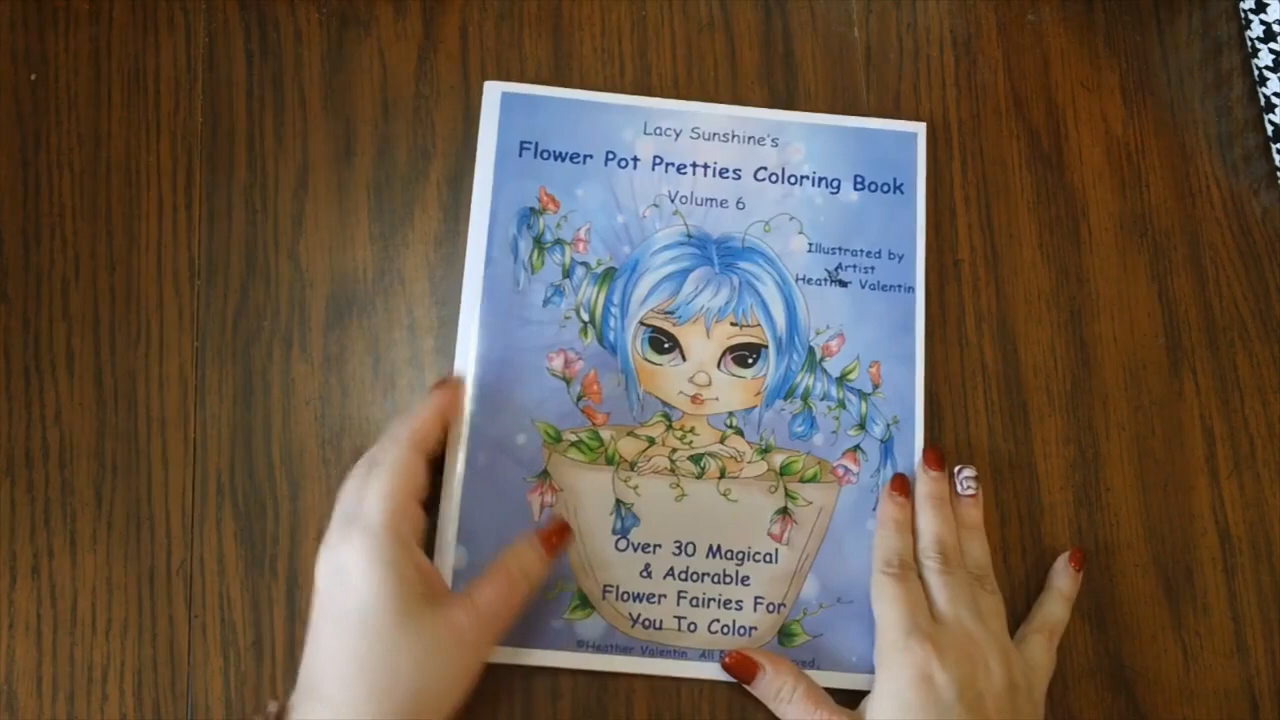 Lacy Sunshine's
Flower Pot Pretties Coloring Book
Volume 6
Illustrated by
Artist
Heather Valentin
Over 30 Magical
& Adorable
Flower Fairies For
You To Color
©Heather Valentin All